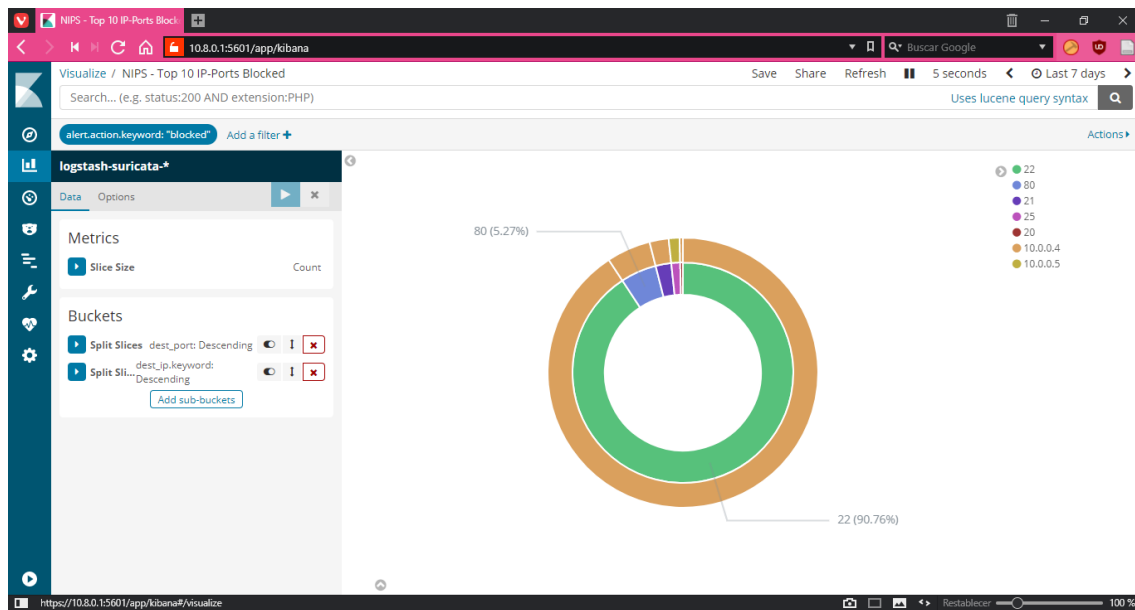 NIPS - Top 10 IP-Ports Block
10.8.0.1:5601/app/kibana
Buscar Google
Visualize / NIPS - Top 10 IP-Ports Blocked
Save Share Refresh 5 seconds Last 7 days
Search... (e.g. status:200 AND extension:PHP)
Uses lucene query syntax
alert.action.keyword: "blocked"
Add a filter
Actions
logstash-suricata-*
Data Options
Metrics
Slice Size Count
Buckets
Split Slices dest_port: Descending
Split Sli... dest_ip.keyword: Descending
Add sub-buckets
80 (5.27%)
22 (90.76%)
22
80
21
25
20
10.0.0.4
10.0.0.5
https://10.8.0.1:5601/app/kibana#/visualize
Restablecer
100 %